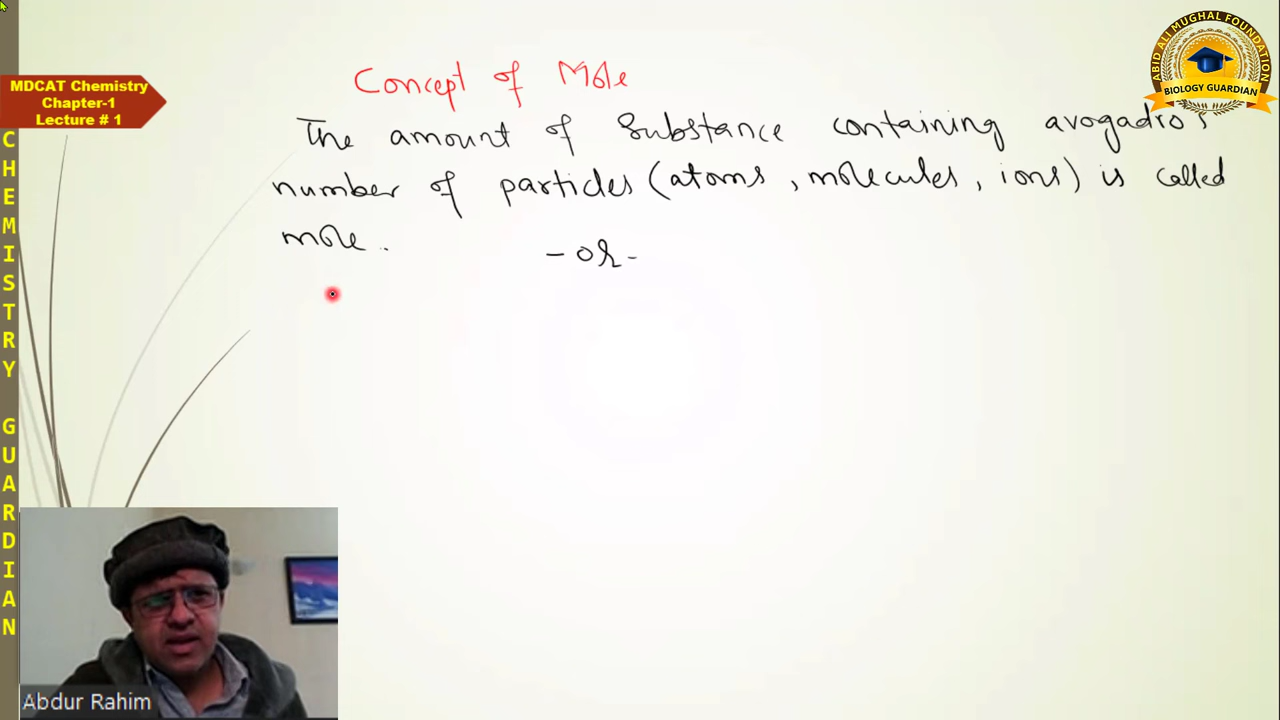 MDCAT Chemistry
Chapter-1
Lecture # 1
CHEMISTRY GUARDIAN
ABID ALI MUGHAL FOUNDATION
BIOLOGY GUARDIAN
Concept of Mole
The amount of Substance containing avogadro's
number of particles (atoms, molecules, ions) is called
mole.
- or -
Abdur Rahim